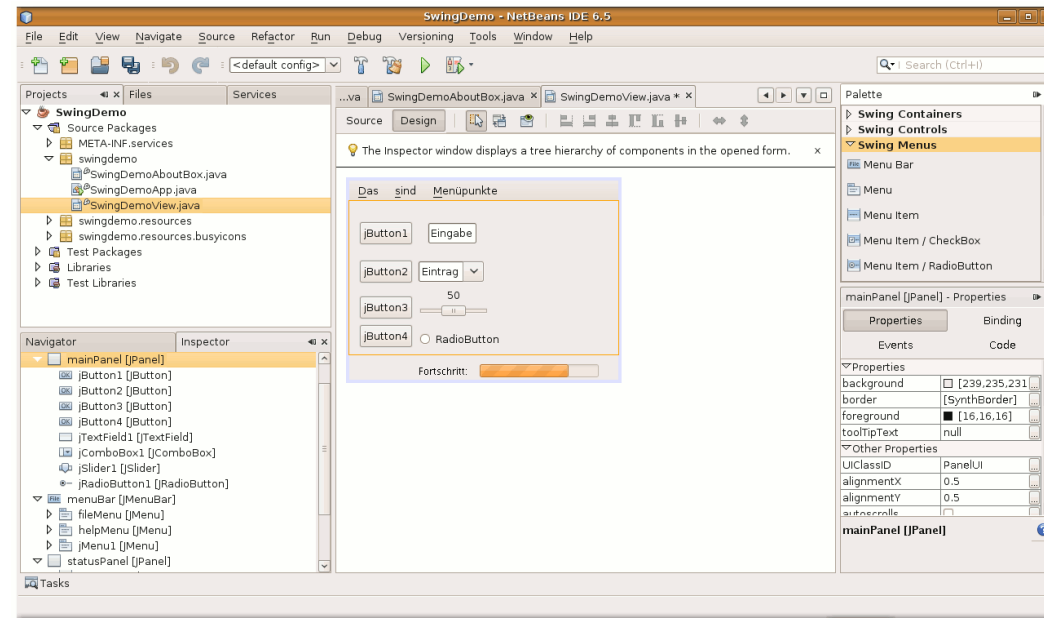 SwingDemo - NetBeans IDE 6.5
File Edit View Navigate Source Refactor Run Debug Versioning Tools Window Help
<default config>
Search (Ctrl+I)
Projects Files Services
SwingDemo
Source Packages
META-INF.services
swingdemo
SwingDemoAboutBox.java
SwingDemoApp.java
SwingDemoView.java
swingdemo.resources
swingdemo.resources.busyicons
Test Packages
Libraries
Test Libraries
Navigator Inspector
mainPanel [JPanel]
jButton1 [JButton]
jButton2 [JButton]
jButton3 [JButton]
jButton4 [JButton]
jTextField1 [JTextField]
jComboBox1 [JComboBox]
jSlider1 [JSlider]
jRadioButton1 [JRadioButton]
menuBar [JMenuBar]
fileMenu [JMenu]
helpMenu [JMenu]
jMenu1 [JMenu]
statusPanel [JPanel]
...va SwingDemoAboutBox.java × SwingDemoView.java * ×
Source Design
The Inspector window displays a tree hierarchy of components in the opened form. x
Das sind Menüpunkte
jButton1 Eingabe
jButton2 Eintrag
50
jButton3
jButton4 RadioButton
Fortschritt:
Palette
Swing Containers
Swing Controls
Swing Menus
Menu Bar
Menu
Menu Item
Menu Item / CheckBox
Menu Item / RadioButton
mainPanel [JPanel] - Properties
Properties Binding
Events Code
Properties
background [239,235,231
border [SynthBorder]
foreground [16,16,16]
toolTipText null
Other Properties
UIClassID PanelUI
alignmentX 0.5
alignmentY 0.5
autoscrolls
mainPanel [JPanel]
Tasks